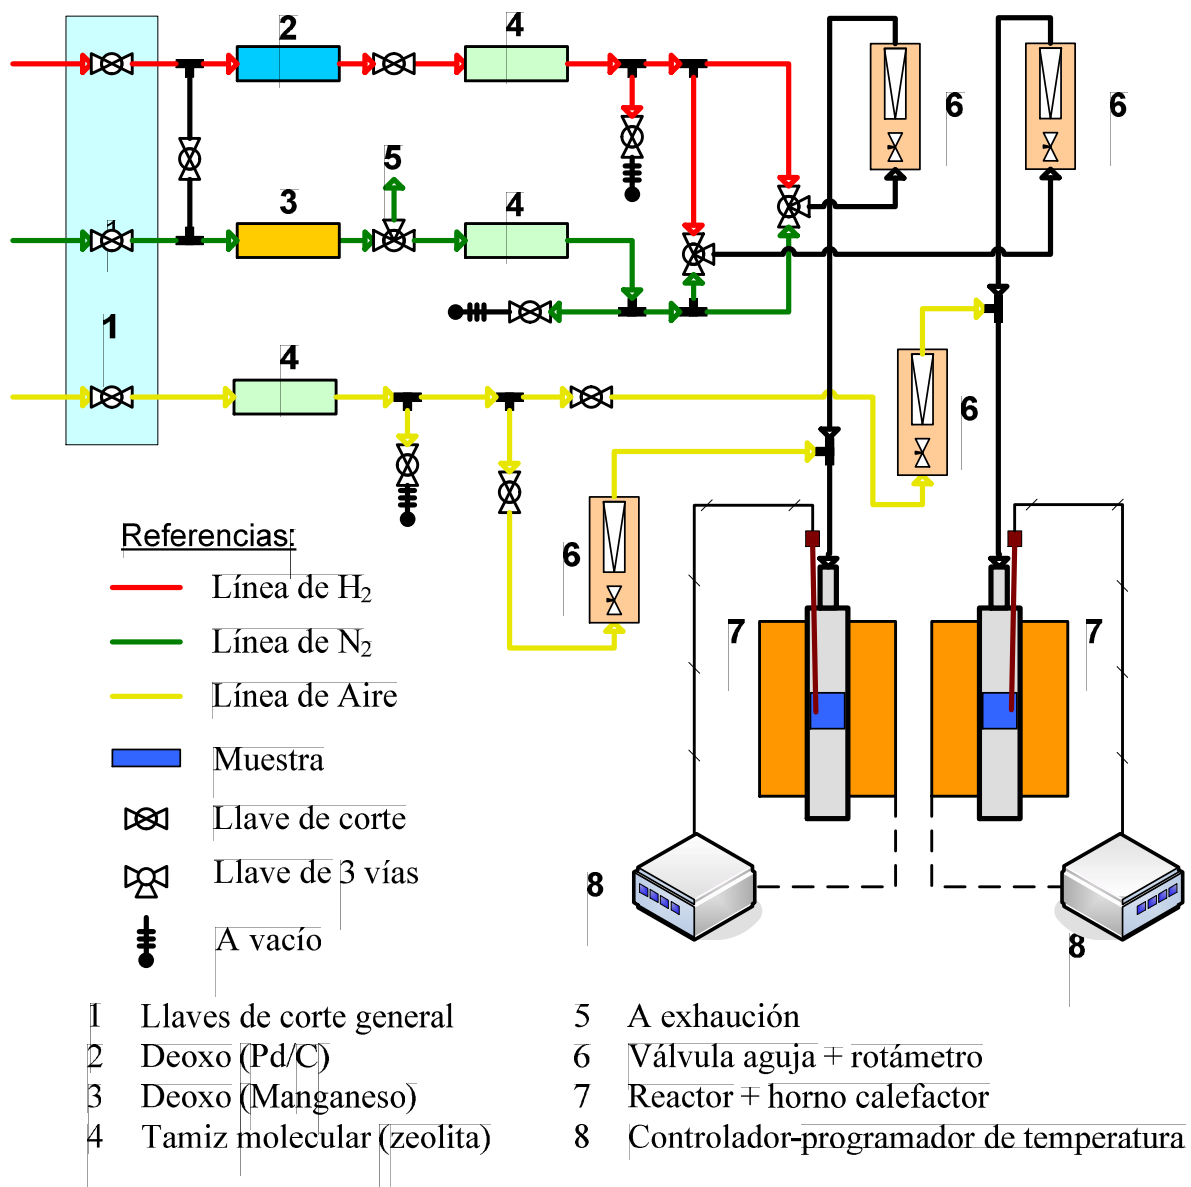 2
4
6
6
5
3
4
1
1
4
6
6
Referencias:
Línea de H₂
Línea de N₂
Línea de Aire
Muestra
Llave de corte
Llave de 3 vías
A vacío
7
7
8
8
1 Llaves de corte general
2 Deoxo (Pd/C)
3 Deoxo (Manganeso)
4 Tamiz molecular (zeolita)
5 A exhaución
6 Válvula aguja + rotámetro
7 Reactor + horno calefactor
8 Controlador-programador de temperatura